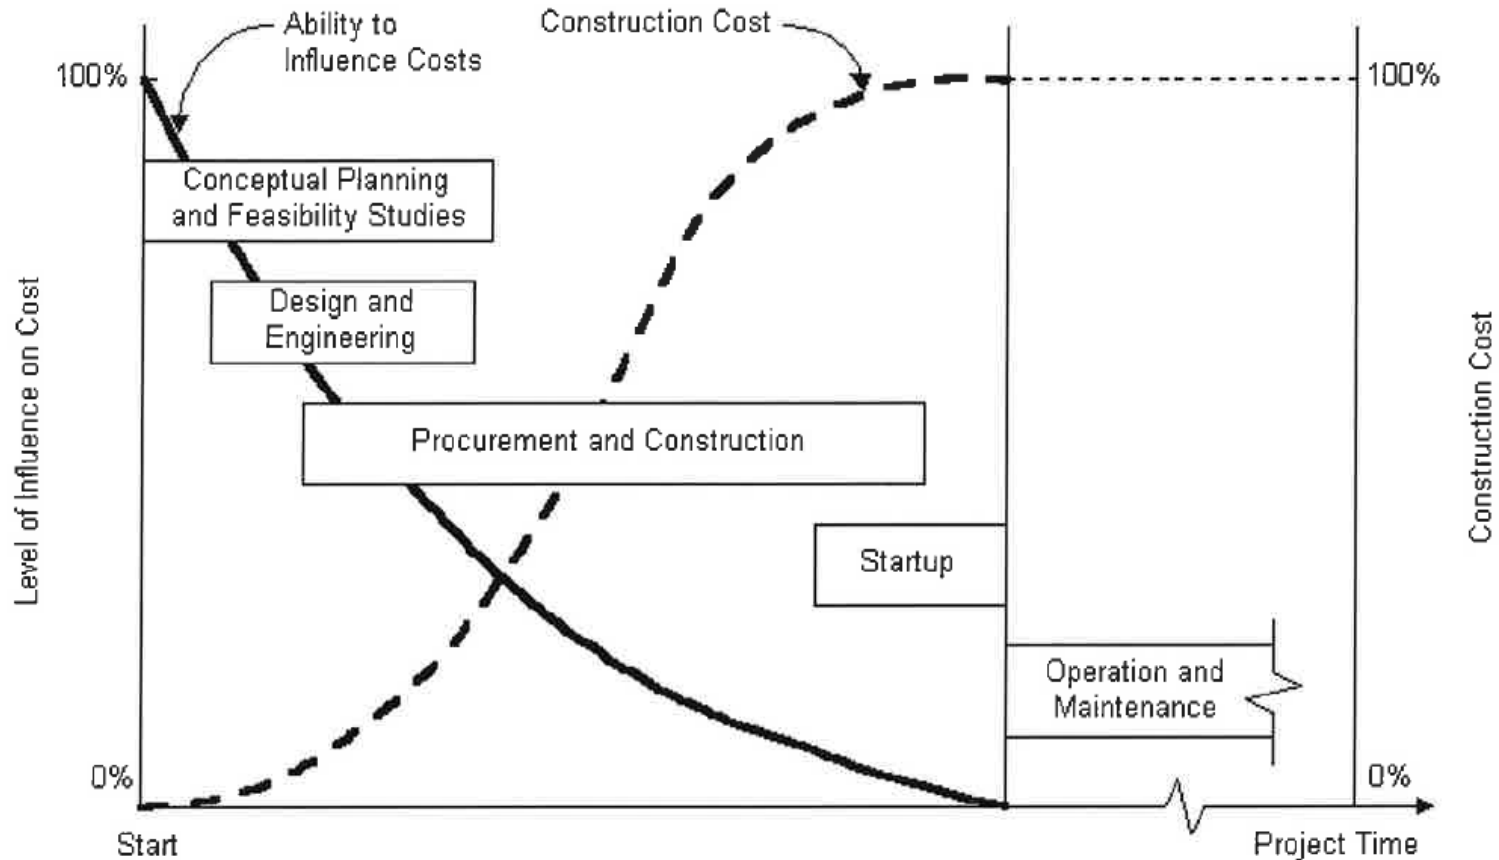 Ability to
Influence Costs
Construction Cost
100%
100%
Conceptual Planning
and Feasibility Studies
Design and
Engineering
Level of Influence on Cost
Construction Cost
Procurement and Construction
Startup
Operation and
Maintenance
0%
0%
Start
Project Time